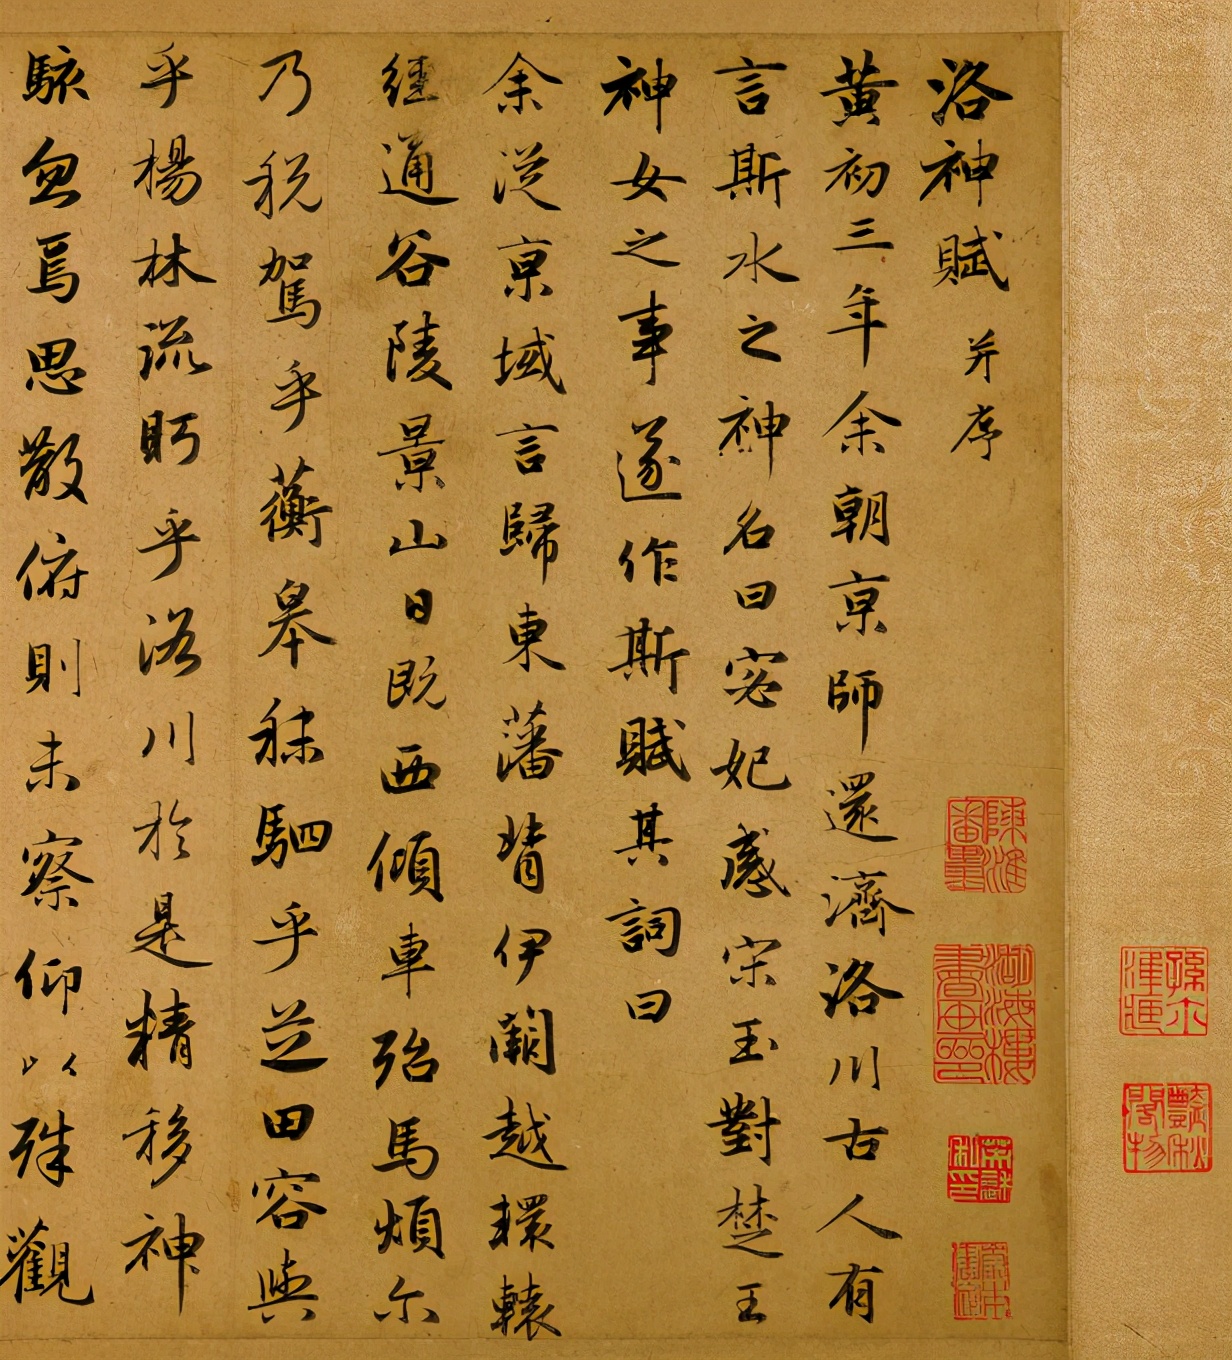 洛神賦 并序
黃初三年余朝京師還濟洛川古人有
言斯水之神名曰宓妃感宋玉對楚王
神女之事遂作斯賦其詞曰
余從京域言歸東藩背伊闕越轘轅
經通谷陵景山日既西傾車殆馬煩尔
乃稅駕乎蘅皋秣駟乎芝田容與
乎楊林流眄乎洛川於是精移神
駭忽焉思散俯則未察仰以殊觀